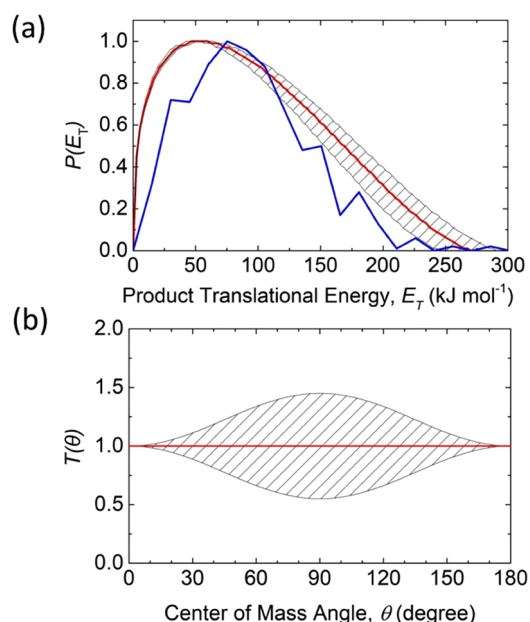 (a)
P(E_T)
1.0
0.8
0.6
0.4
0.2
0.0
0 50 100 150 200 250 300
Product Translational Energy, E_T (kJ mol⁻¹)
(b)
T(θ)
2.0
1.5
1.0
0.5
0.0
0 30 60 90 120 150 180
Center of Mass Angle, θ (degree)